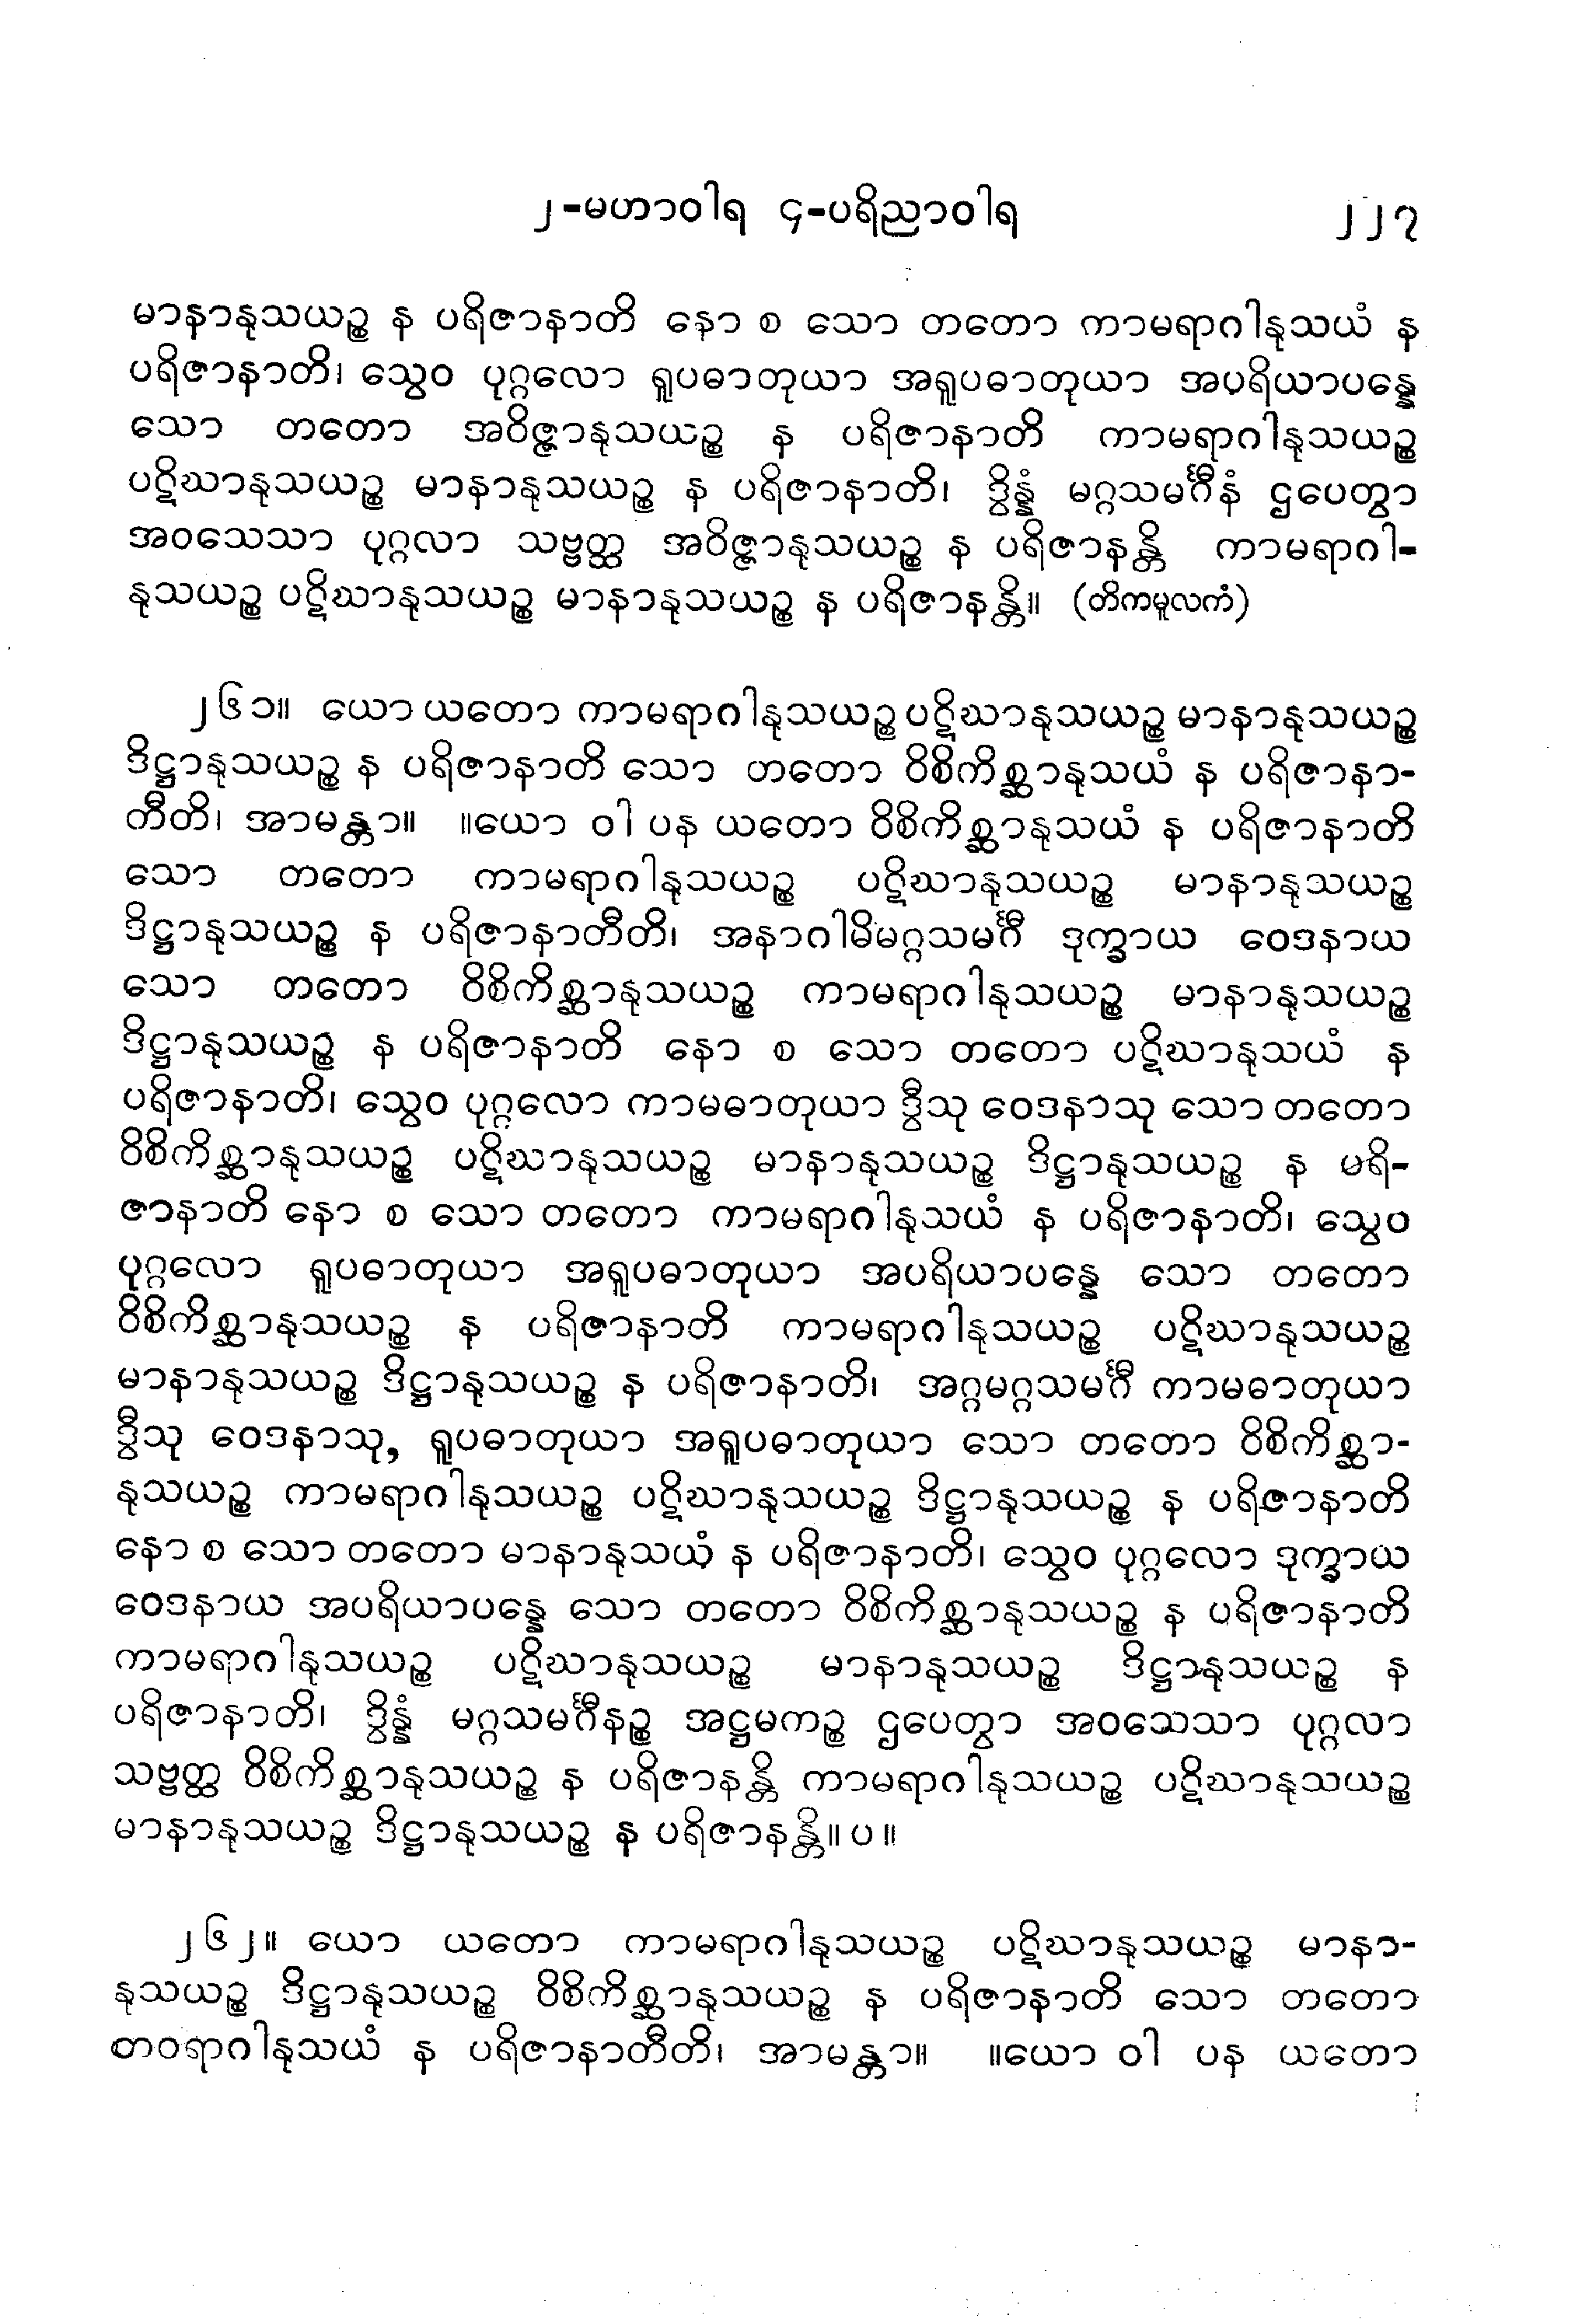 ၂-မဟာဝါရ ၄-ပရိညာဝါရ ၂၂၇
မာနာနုသယဉ္စ န ပရိဇာနာတိ နော စ သော တတော ကာမရာဂါနုသယံ န
ပရိဇာနာတိ၊ သွေဝ ပုဂ္ဂလော ရူပဓာတုယာ အရူပဓာတုယာ အပရိယာပန္နေ
သော တတော အဝိဇ္ဇာနုသယဉ္စ န ပရိဇာနာတိ ကာမရာဂါနုသယဉ္စ
ပဋိဃာနုသယဉ္စ မာနာနုသယဉ္စ န ပရိဇာနာတိ၊ ဒွိန္နံ မဂ္ဂသမင်္ဂီနံ ဌပေတွာ
အဝသေသာ ပုဂ္ဂလာ သဗ္ဗတ္ထ အဝိဇ္ဇာနုသယဉ္စ န ပရိဇာနန္တိ ကာမရာဂါ-
နုသယဉ္စ ပဋိဃာနုသယဉ္စ မာနာနုသယဉ္စ န ပရိဇာနန္တိ။ (တိကမူလကံ)
၂၆၁။ ယော ယတော ကာမရာဂါနုသယဉ္စ ပဋိဃာနုသယဉ္စ မာနာနုသယဉ္စ
ဒိဋ္ဌာနုသယဉ္စ န ပရိဇာနာတိ သော တတော ဝိစိကိစ္ဆာနုသယံ န ပရိဇာနာ-
တီတိ၊ အာမန္တာ။ ။ယော ဝါ ပန ယတော ဝိစိကိစ္ဆာနုသယံ န ပရိဇာနာတိ
သော တတော ကာမရာဂါနုသယဉ္စ ပဋိဃာနုသယဉ္စ မာနာနုသယဉ္စ
ဒိဋ္ဌာနုသယဉ္စ န ပရိဇာနာတီတိ၊ အနာဂါမိမဂ္ဂသမင်္ဂီ ဒုက္ခာယ ဝေဒနာယ
သော တတော ဝိစိကိစ္ဆာနုသယဉ္စ ကာမရာဂါနုသယဉ္စ မာနာနုသယဉ္စ
ဒိဋ္ဌာနုသယဉ္စ န ပရိဇာနာတိ နော စ သော တတော ပဋိဃာနုသယံ န
ပရိဇာနာတိ၊ သွေဝ ပုဂ္ဂလော ကာမဓာတုယာ ဒွီသု ဝေဒနာသု သော တတော
ဝိစိကိစ္ဆာနုသယဉ္စ ပဋိဃာနုသယဉ္စ မာနာနုသယဉ္စ ဒိဋ္ဌာနုသယဉ္စ န မရိ-
ဇာနာတိ နော စ သော တတော ကာမရာဂါနုသယံ န ပရိဇာနာတိ၊ သွေဝ
ပုဂ္ဂလော ရူပဓာတုယာ အရူပဓာတုယာ အပရိယာပန္နေ သော တတော
ဝိစိကိစ္ဆာနုသယဉ္စ န ပရိဇာနာတိ ကာမရာဂါနုသယဉ္စ ပဋိဃာနုသယဉ္စ
မာနာနုသယဉ္စ ဒိဋ္ဌာနုသယဉ္စ န ပရိဇာနာတိ၊ အဂ္ဂမဂ္ဂသမင်္ဂီ ကာမဓာတုယာ
ဒွီသု ဝေဒနာသု, ရူပဓာတုယာ အရူပဓာတုယာ သော တတော ဝိစိကိစ္ဆာ-
နုသယဉ္စ ကာမရာဂါနုသယဉ္စ ပဋိဃာနုသယဉ္စ ဒိဋ္ဌာနုသယဉ္စ န ပရိဇာနာတိ
နော စ သော တတော မာနာနုသယံ န ပရိဇာနာတိ၊ သွေဝ ပုဂ္ဂလော ဒုက္ခာယ
ဝေဒနာယ အပရိယာပန္နေ သော တတော ဝိစိကိစ္ဆာနုသယဉ္စ န ပရိဇာနာတိ
ကာမရာဂါနုသယဉ္စ ပဋိဃာနုသယဉ္စ မာနာနုသယဉ္စ ဒိဋ္ဌာနုသယဉ္စ န
ပရိဇာနာတိ၊ ဒွိန္နံ မဂ္ဂသမင်္ဂီနဉ္စ အဋ္ဌမကဉ္စ ဌပေတွာ အဝသေသာ ပုဂ္ဂလာ
သဗ္ဗတ္ထ ဝိစိကိစ္ဆာနုသယဉ္စ န ပရိဇာနန္တိ ကာမရာဂါနုသယဉ္စ ပဋိဃာနုသယဉ္စ
မာနာနုသယဉ္စ ဒိဋ္ဌာနုသယဉ္စ န ပရိဇာနန္တိ။ ပ ။
၂၆၂။ ယော ယတော ကာမရာဂါနုသယဉ္စ ပဋိဃာနုသယဉ္စ မာနာ-
နုသယဉ္စ ဒိဋ္ဌာနုသယဉ္စ ဝိစိကိစ္ဆာနုသယဉ္စ န ပရိဇာနာတိ သော တတော
ဘဝရာဂါနုသယံ န ပရိဇာနာတီတိ၊ အာမန္တာ။ ။ယော ဝါ ပန ယတော